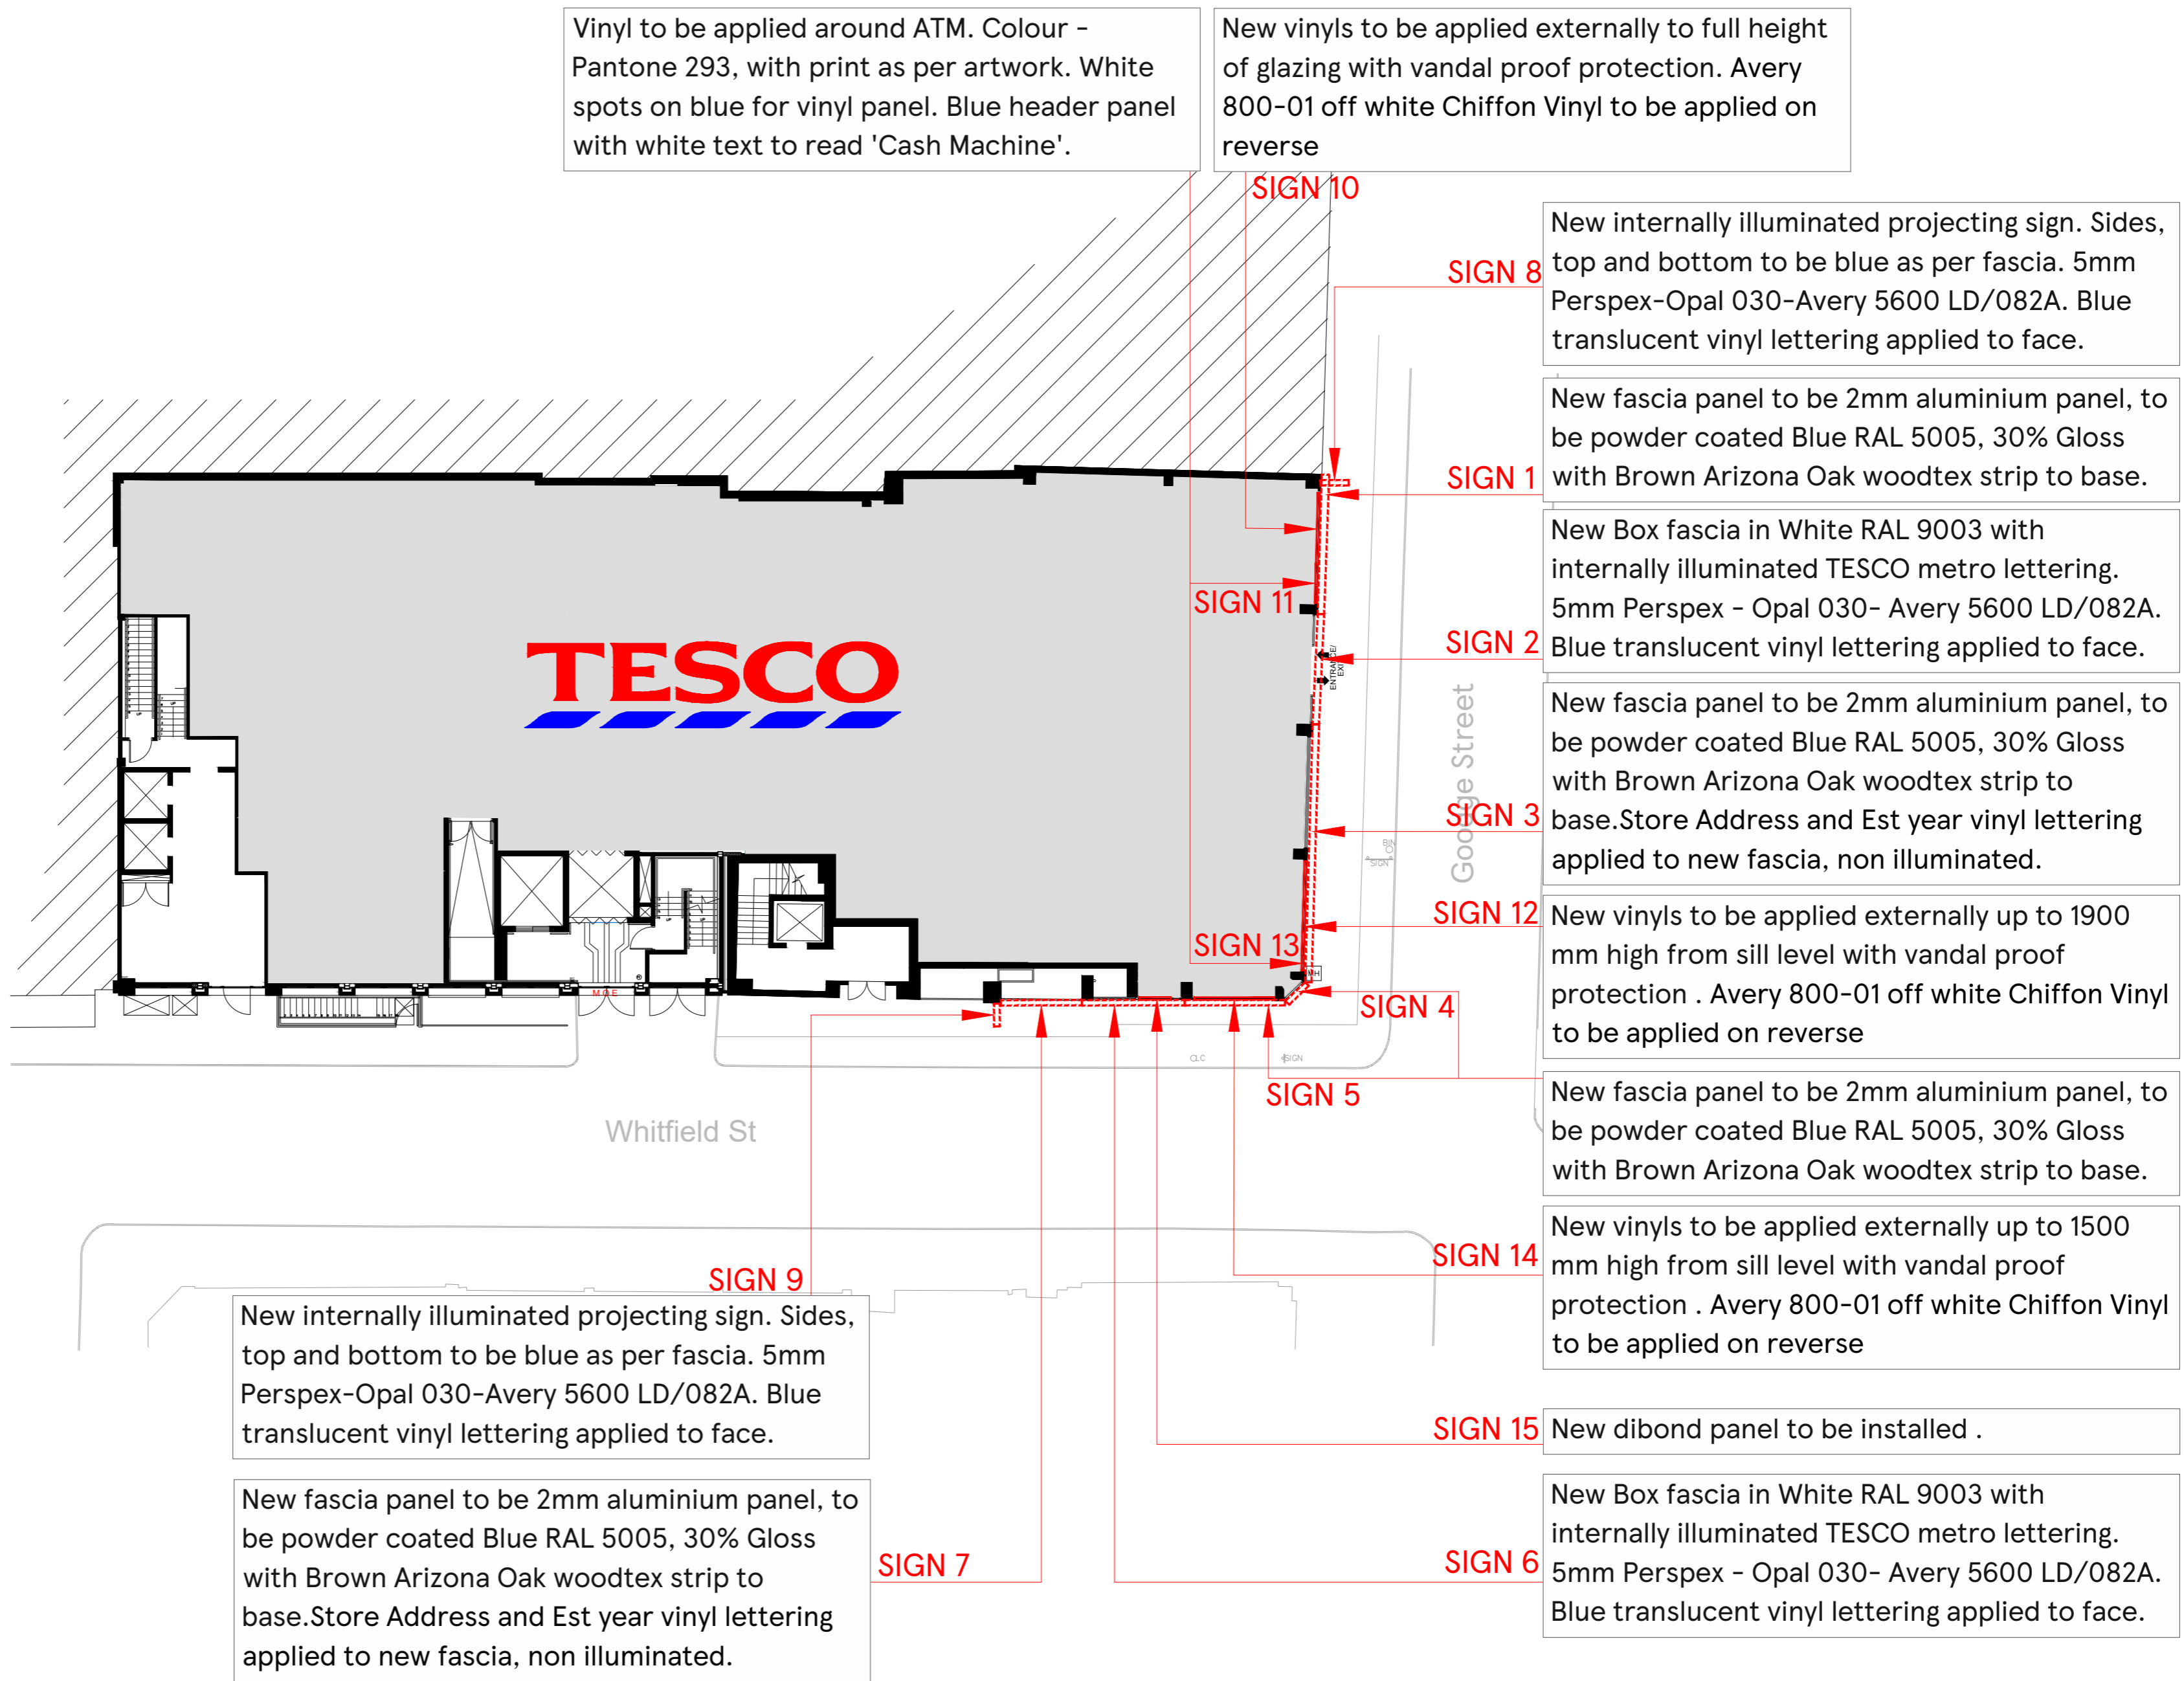 Vinyl to be applied around ATM. Colour -
Pantone 293, with print as per artwork. White
spots on blue for vinyl panel. Blue header panel
with white text to read 'Cash Machine'.
New vinyls to be applied externally to full height
of glazing with vandal proof protection. Avery
800-01 off white Chiffon Vinyl to be applied on
reverse
SIGN 10
SIGN 8
New internally illuminated projecting sign. Sides,
top and bottom to be blue as per fascia. 5mm
Perspex-Opal 030-Avery 5600 LD/082A. Blue
translucent vinyl lettering applied to face.
SIGN 1
New fascia panel to be 2mm aluminium panel, to
be powder coated Blue RAL 5005, 30% Gloss
with Brown Arizona Oak woodtex strip to base.
SIGN 11
SIGN 2
New Box fascia in White RAL 9003 with
internally illuminated TESCO metro lettering.
5mm Perspex - Opal 030- Avery 5600 LD/082A.
Blue translucent vinyl lettering applied to face.
TESCO
ENTRANCE/
EXIT
Goodge Street
SIGN 3
New fascia panel to be 2mm aluminium panel, to
be powder coated Blue RAL 5005, 30% Gloss
with Brown Arizona Oak woodtex strip to
base.Store Address and Est year vinyl lettering
applied to new fascia, non illuminated.
BIN
SIGN
SIGN 12
New vinyls to be applied externally up to 1900
mm high from sill level with vandal proof
protection . Avery 800-01 off white Chiffon Vinyl
to be applied on reverse
SIGN 13
MH
M O E
SIGN 4
LC
SIGN
SIGN 5
New fascia panel to be 2mm aluminium panel, to
be powder coated Blue RAL 5005, 30% Gloss
with Brown Arizona Oak woodtex strip to base.
Whitfield St
SIGN 14
New vinyls to be applied externally up to 1500
mm high from sill level with vandal proof
protection . Avery 800-01 off white Chiffon Vinyl
to be applied on reverse
SIGN 9
New internally illuminated projecting sign. Sides,
top and bottom to be blue as per fascia. 5mm
Perspex-Opal 030-Avery 5600 LD/082A. Blue
translucent vinyl lettering applied to face.
SIGN 15
New dibond panel to be installed .
SIGN 7
New fascia panel to be 2mm aluminium panel, to
be powder coated Blue RAL 5005, 30% Gloss
with Brown Arizona Oak woodtex strip to
base.Store Address and Est year vinyl lettering
applied to new fascia, non illuminated.
SIGN 6
New Box fascia in White RAL 9003 with
internally illuminated TESCO metro lettering.
5mm Perspex - Opal 030- Avery 5600 LD/082A.
Blue translucent vinyl lettering applied to face.